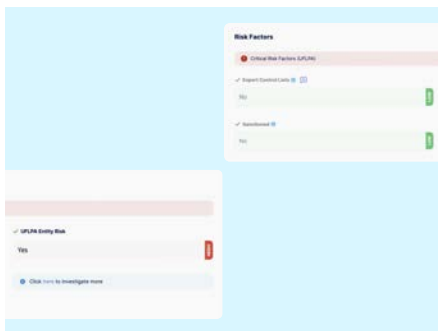 Risk Factors
Critical Risk Factors (UFLPA)
Export Control Lists
No
Sanctioned
No
UFLPA Entity Risk
Yes
Click here to investigate more